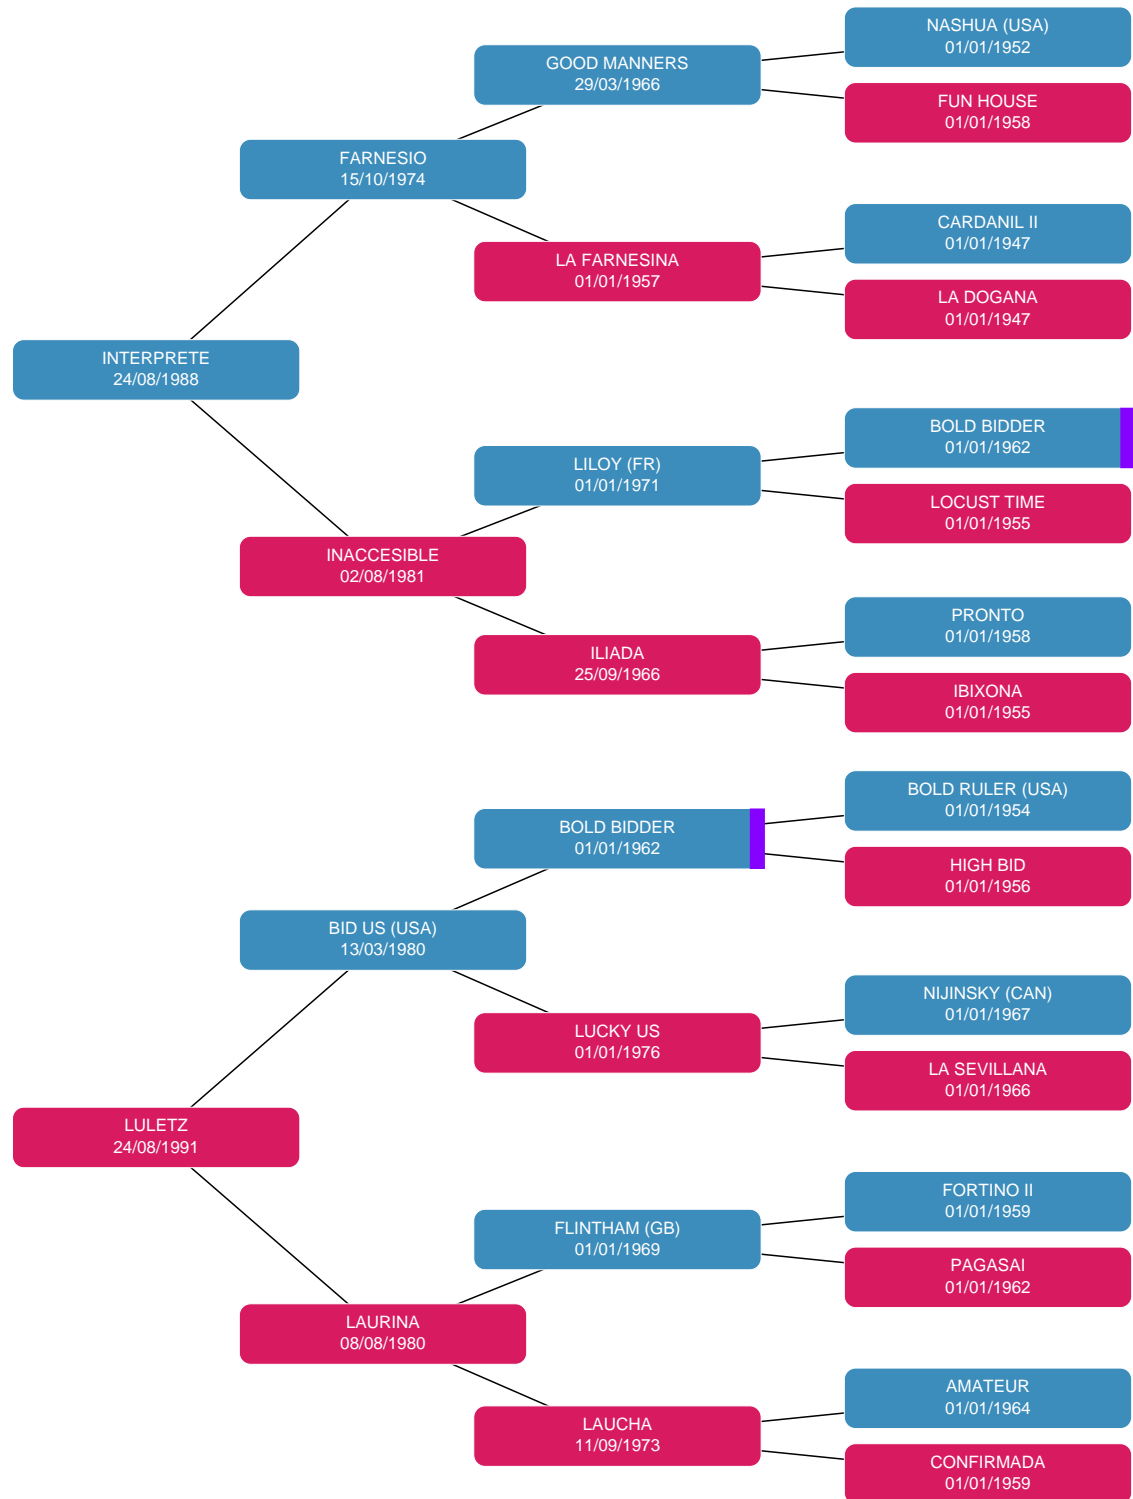 NASHUA (USA)
01/01/1952
GOOD MANNERS
29/03/1966
FUN HOUSE
01/01/1958
FARNESIO
15/10/1974
CARDANIL II
01/01/1947
LA FARNESINA
01/01/1957
LA DOGANA
01/01/1947
INTERPRETE
24/08/1988
BOLD BIDDER
01/01/1962
LILOY (FR)
01/01/1971
LOCUST TIME
01/01/1955
INACCESIBLE
02/08/1981
PRONTO
01/01/1958
ILIADA
25/09/1966
IBIXONA
01/01/1955
BOLD RULER (USA)
01/01/1954
BOLD BIDDER
01/01/1962
HIGH BID
01/01/1956
BID US (USA)
13/03/1980
NIJINSKY (CAN)
01/01/1967
LUCKY US
01/01/1976
LA SEVILLANA
01/01/1966
LULETZ
24/08/1991
FORTINO II
01/01/1959
FLINTHAM (GB)
01/01/1969
PAGASAI
01/01/1962
LAURINA
08/08/1980
AMATEUR
01/01/1964
LAUCHA
11/09/1973
CONFIRMADA
01/01/1959